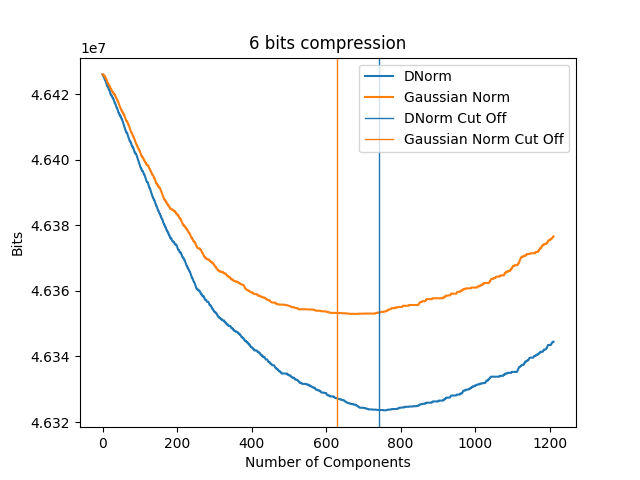 6 bits compression
1e7
DNorm
Gaussian Norm
DNorm Cut Off
Gaussian Norm Cut Off
4.642
4.640
4.638
4.636
4.634
4.632
Bits
0 200 400 600 800 1000 1200
Number of Components